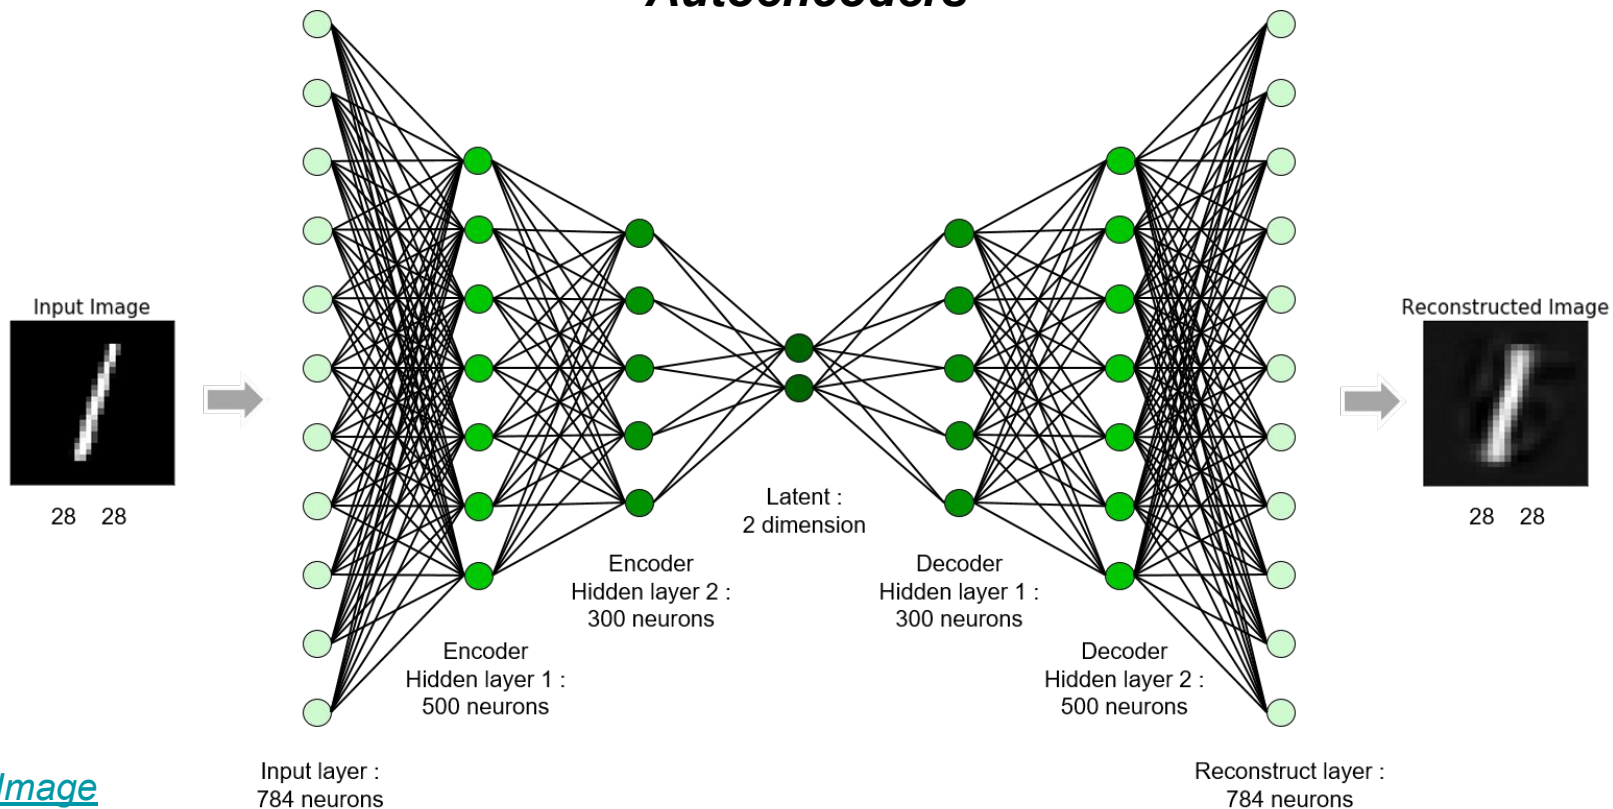 Autoencoders
Input Image
28 28
Reconstructed Image
28 28
Latent :
2 dimension
Encoder
Hidden layer 2 :
300 neurons
Decoder
Hidden layer 1 :
300 neurons
Encoder
Hidden layer 1 :
500 neurons
Decoder
Hidden layer 2 :
500 neurons
Input layer :
784 neurons
Reconstruct layer :
784 neurons
Image